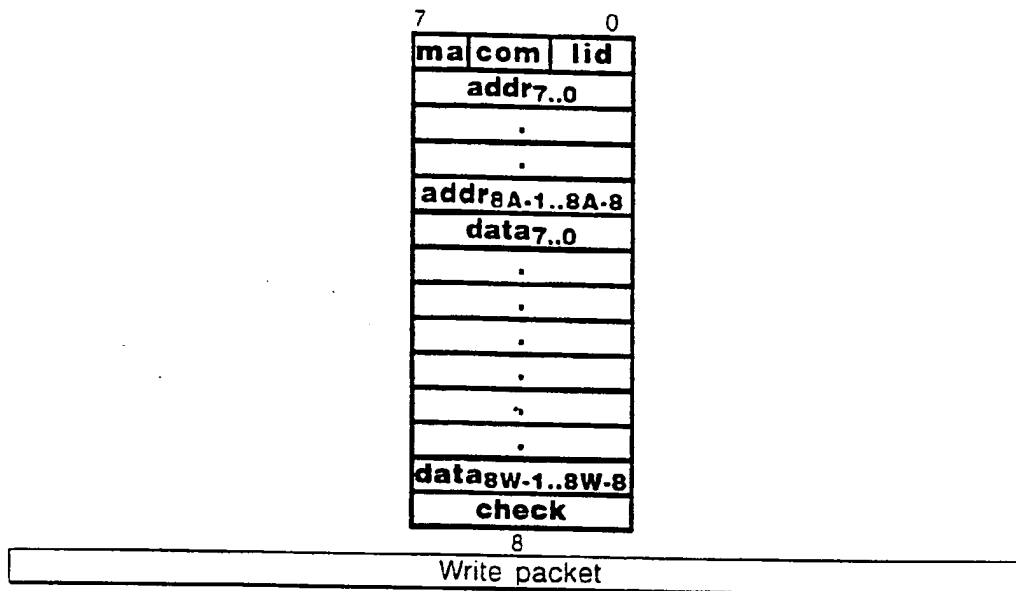 7 0
ma com lid
addr7..0
.
.
addr8A-1..8A-8
data7..0
.
.
.
.
.
.
data8W-1..8W-8
check
8
Write packet